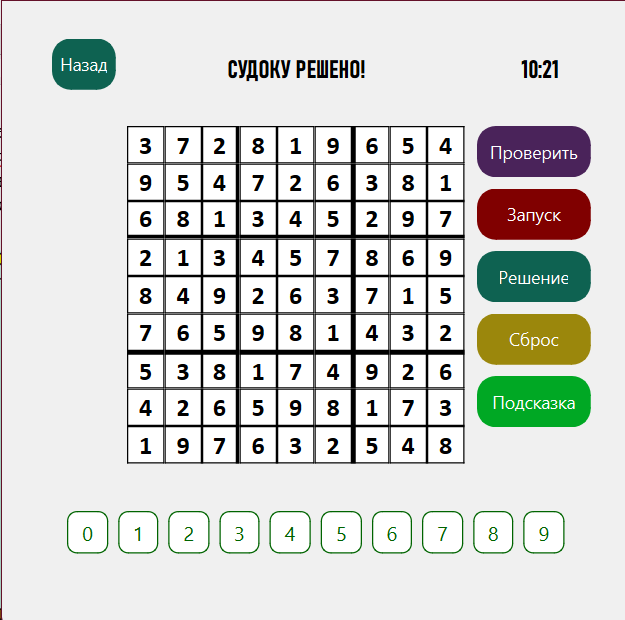 Назад
СУДОКУ РЕШЕНО!
10:21
3 7 2 8 1 9 6 5 4
9 5 4 7 2 6 3 8 1
6 8 1 3 4 5 2 9 7
2 1 3 4 5 7 8 6 9
8 4 9 2 6 3 7 1 5
7 6 5 9 8 1 4 3 2
5 3 8 1 7 4 9 2 6
4 2 6 5 9 8 1 7 3
1 9 7 6 3 2 5 4 8
Проверить
Запуск
Решение
Сброс
Подсказка
0 1 2 3 4 5 6 7 8 9